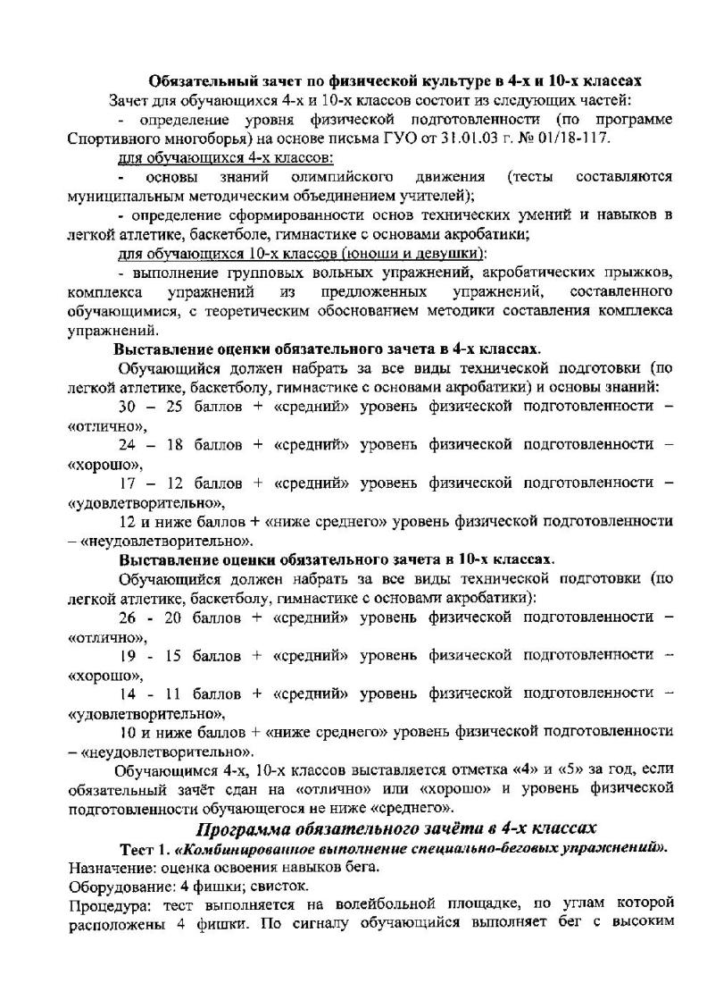 Обязательный зачет по физической культуре в 4-х и 10-х классах
Зачет для обучающихся 4-х и 10-х классов состоит из следующих частей:
- определение уровня физической подготовленности (по программе
Спортивного многоборья) на основе письма ГУО от 31.01.03 г. № 01/18-117.
для обучающихся 4-х классов:
- основы знаний олимпийского движения (тесты составляются
муниципальным методическим объединением учителей);
- определение сформированности основ технических умений и навыков в
легкой атлетике, баскетболе, гимнастике с основами акробатики;
для обучающихся 10-х классов (юноши и девушки):
- выполнение групповых вольных упражнений, акробатических прыжков,
комплекса упражнений из предложенных упражнений, составленного
обучающимися, с теоретическим обоснованием методики составления комплекса
упражнений.
Выставление оценки обязательного зачета в 4-х классах.
Обучающийся должен набрать за все виды технической подготовки (по
легкой атлетике, баскетболу, гимнастике с основами акробатики) и основы знаний:
30 – 25 баллов + «средний» уровень физической подготовленности –
«отлично»,
24 – 18 баллов + «средний» уровень физической подготовленности –
«хорошо»,
17 – 12 баллов + «средний» уровень физической подготовленности –
«удовлетворительно»,
12 и ниже баллов + «ниже среднего» уровень физической подготовленности
– «неудовлетворительно».
Выставление оценки обязательного зачета в 10-х классах.
Обучающийся должен набрать за все виды технической подготовки (по
легкой атлетике, баскетболу, гимнастике с основами акробатики):
26 - 20 баллов + «средний» уровень физической подготовленности –
«отлично»,
19 - 15 баллов + «средний» уровень физической подготовленности –
«хорошо»,
14 - 11 баллов + «средний» уровень физической подготовленности –
«удовлетворительно»,
10 и ниже баллов + «ниже среднего» уровень физической подготовленности
– «неудовлетворительно».
Обучающимся 4-х, 10-х классов выставляется отметка «4» и «5» за год, если
обязательный зачёт сдан на «отлично» или «хорошо» и уровень физической
подготовленности обучающегося не ниже «среднего».
Программа обязательного зачёта в 4-х классах
Тест 1. «Комбинированное выполнение специально-беговых упражнений».
Назначение: оценка освоения навыков бега.
Оборудование: 4 фишки; свисток.
Процедура: тест выполняется на волейбольной площадке, по углам которой
расположены 4 фишки. По сигналу обучающийся выполняет бег с высоким